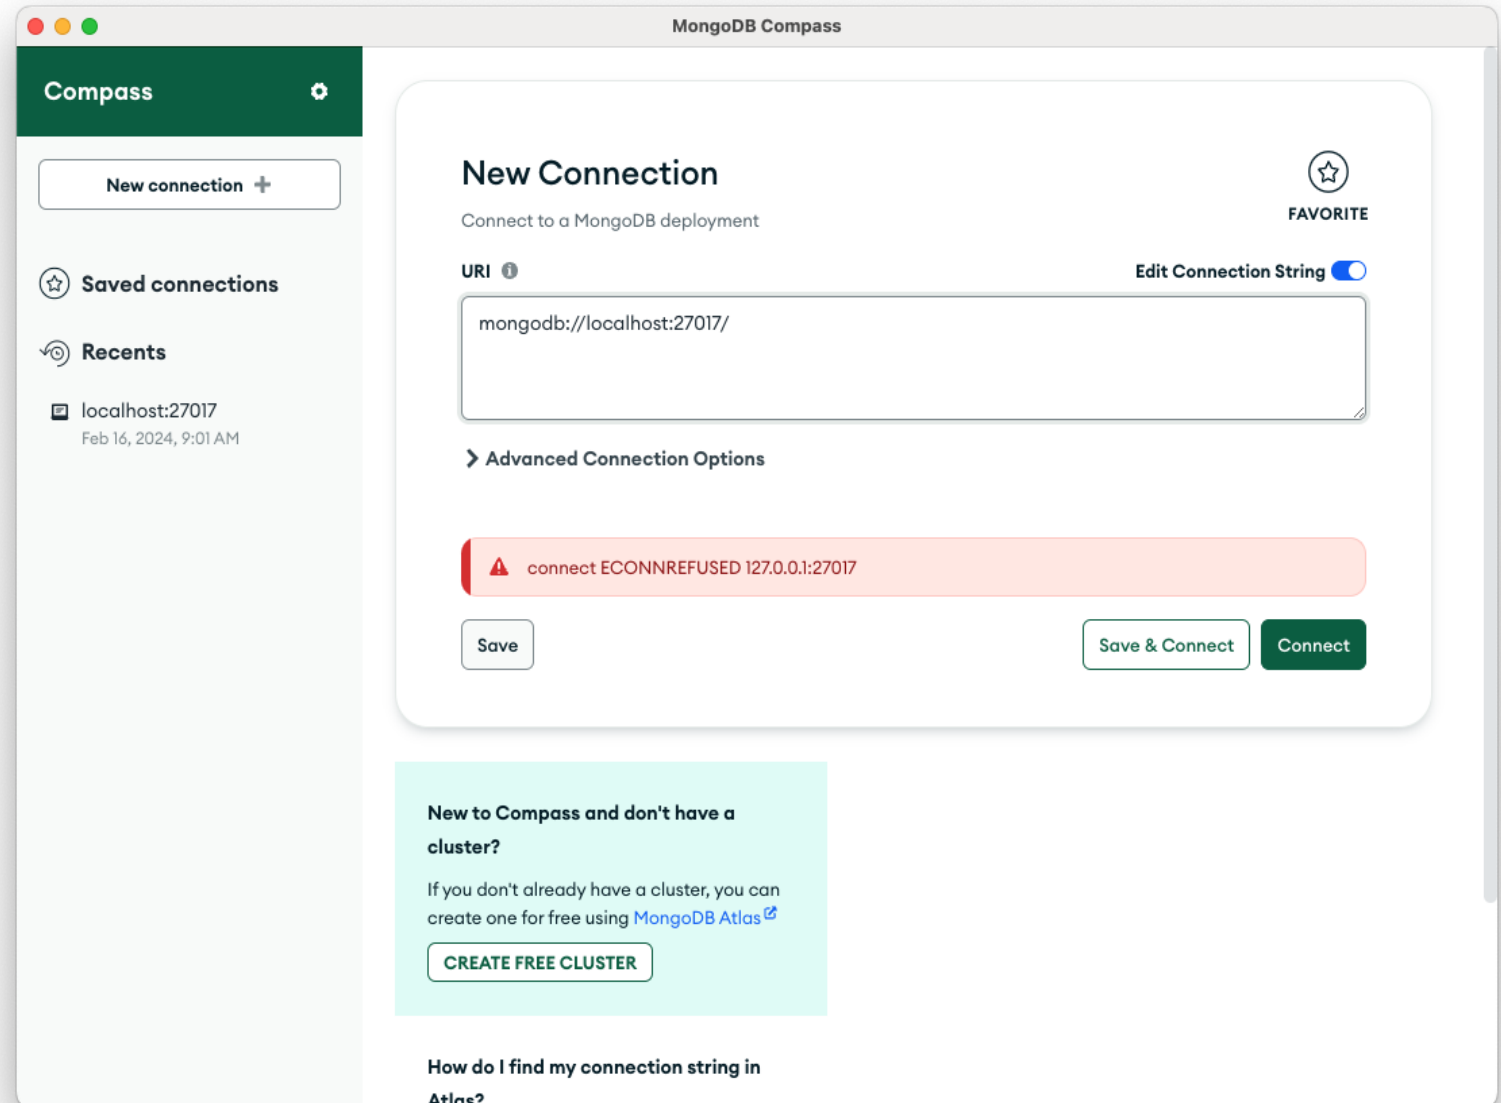 MongoDB Compass
Compass
New connection
Saved connections
Recents
localhost:27017
Feb 16, 2024, 9:01 AM
New Connection
FAVORITE
Connect to a MongoDB deployment
URI
Edit Connection String
mongodb://localhost:27017/
Advanced Connection Options
connect ECONNREFUSED 127.0.0.1:27017
Save
Save & Connect
Connect
New to Compass and don't have a
cluster?
If you don't already have a cluster, you can
create one for free using MongoDB Atlas
CREATE FREE CLUSTER
How do I find my connection string in
Atlas?